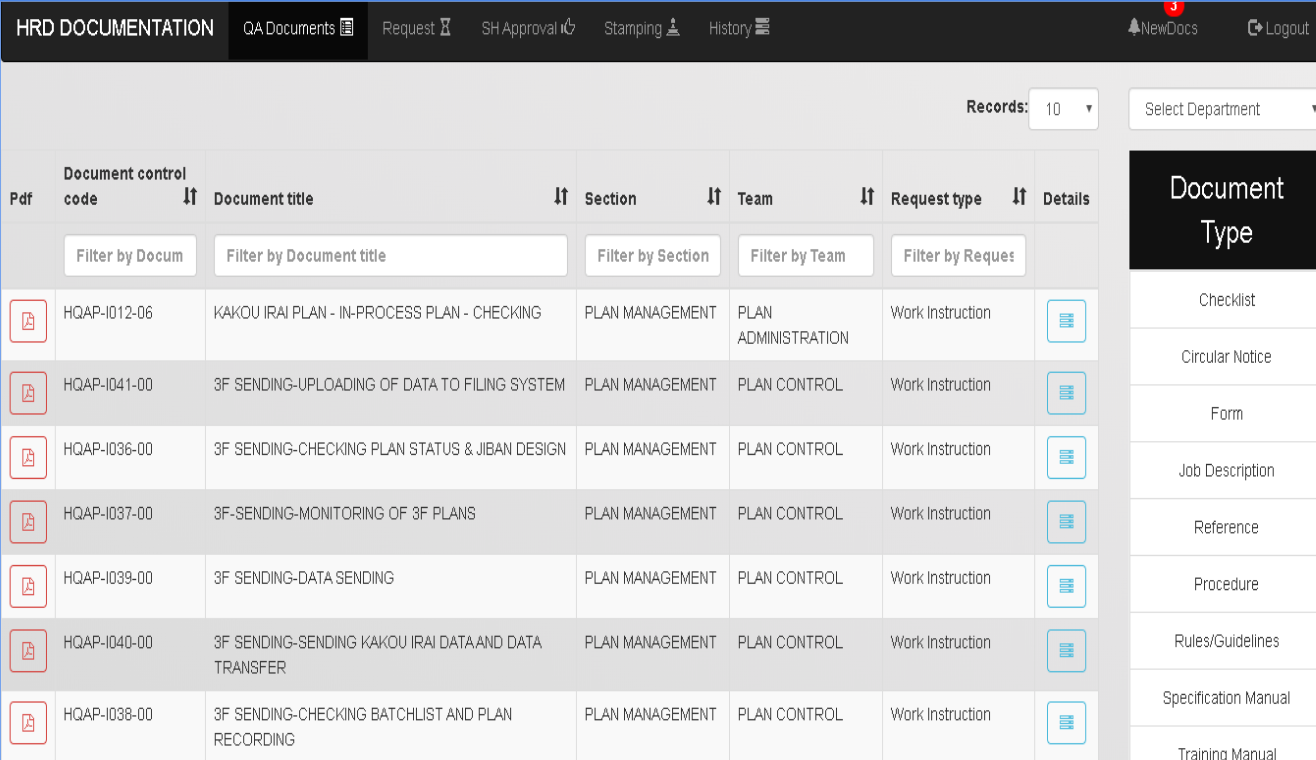 HRD DOCUMENTATION QA Documents Request SH Approval Stamping History 3 NewDocs Logout
Records: 10 Select Department
Pdf Document control code Document title Section Team Request type Details
Filter by Docum Filter by Document title Filter by Section Filter by Team Filter by Reques
HQAP-I012-06 KAKOU IRAI PLAN - IN-PROCESS PLAN - CHECKING PLAN MANAGEMENT PLAN ADMINISTRATION Work Instruction
HQAP-I041-00 3F SENDING-UPLOADING OF DATA TO FILING SYSTEM PLAN MANAGEMENT PLAN CONTROL Work Instruction
HQAP-I036-00 3F SENDING-CHECKING PLAN STATUS & JIBAN DESIGN PLAN MANAGEMENT PLAN CONTROL Work Instruction
HQAP-I037-00 3F-SENDING-MONITORING OF 3F PLANS PLAN MANAGEMENT PLAN CONTROL Work Instruction
HQAP-I039-00 3F SENDING-DATA SENDING PLAN MANAGEMENT PLAN CONTROL Work Instruction
HQAP-I040-00 3F SENDING-SENDING KAKOU IRAI DATA AND DATA TRANSFER PLAN MANAGEMENT PLAN CONTROL Work Instruction
HQAP-I038-00 3F SENDING-CHECKING BATCHLIST AND PLAN RECORDING PLAN MANAGEMENT PLAN CONTROL Work Instruction
Document
Type
Checklist
Circular Notice
Form
Job Description
Reference
Procedure
Rules/Guidelines
Specification Manual
Training Manual